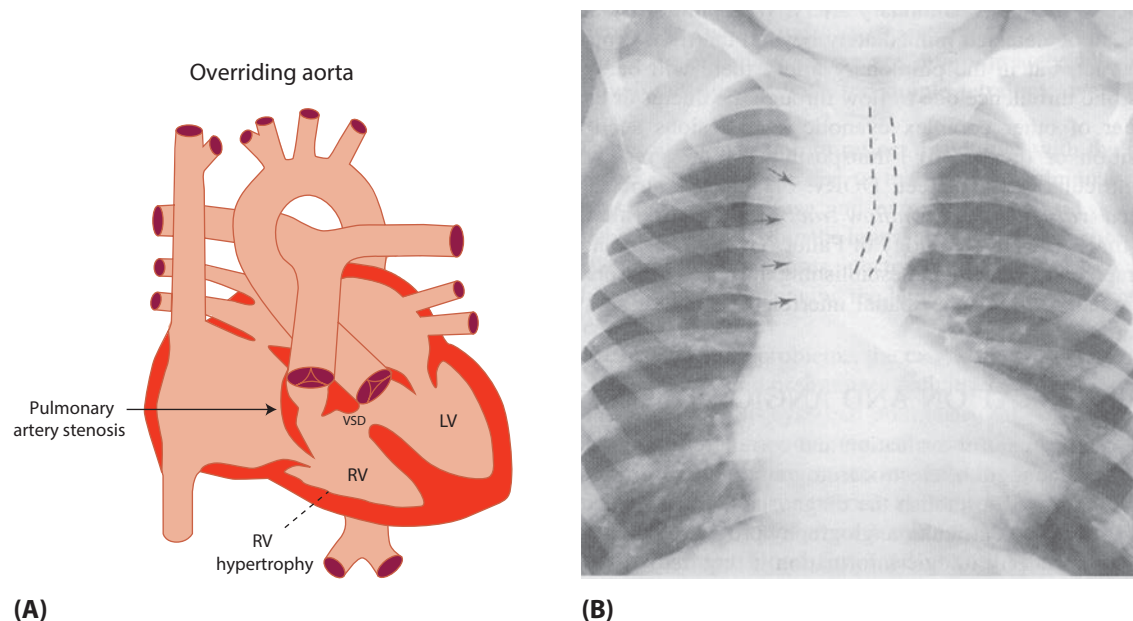 Overriding aorta
Pulmonary
artery stenosis
VSD
LV
RV
RV
hypertrophy
(A)
(B)